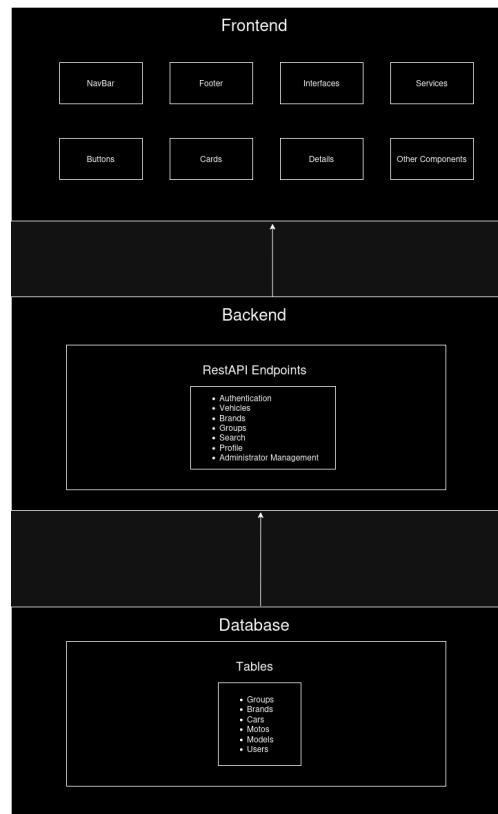 Frontend
NavBar
Footer
Interfaces
Services
Buttons
Cards
Details
Other Components
Backend
RestAPI Endpoints
• Authentication
• Vehicles
• Brands
• Groups
• Search
• Profile
• Administrator Management
Database
Tables
• Groups
• Brands
• Cars
• Motos
• Models
• Users